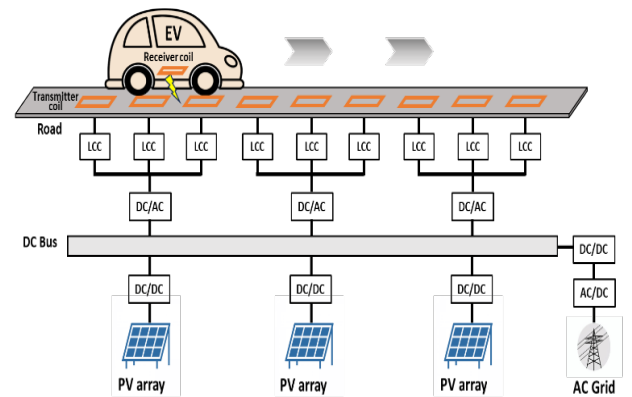 EV
Receiver coil
Transmitter
coil
Road
LCC LCC LCC LCC LCC LCC LCC LCC LCC
DC/AC DC/AC DC/AC
DC Bus
DC/DC
DC/DC DC/DC DC/DC
AC/DC
PV array PV array PV array
AC Grid